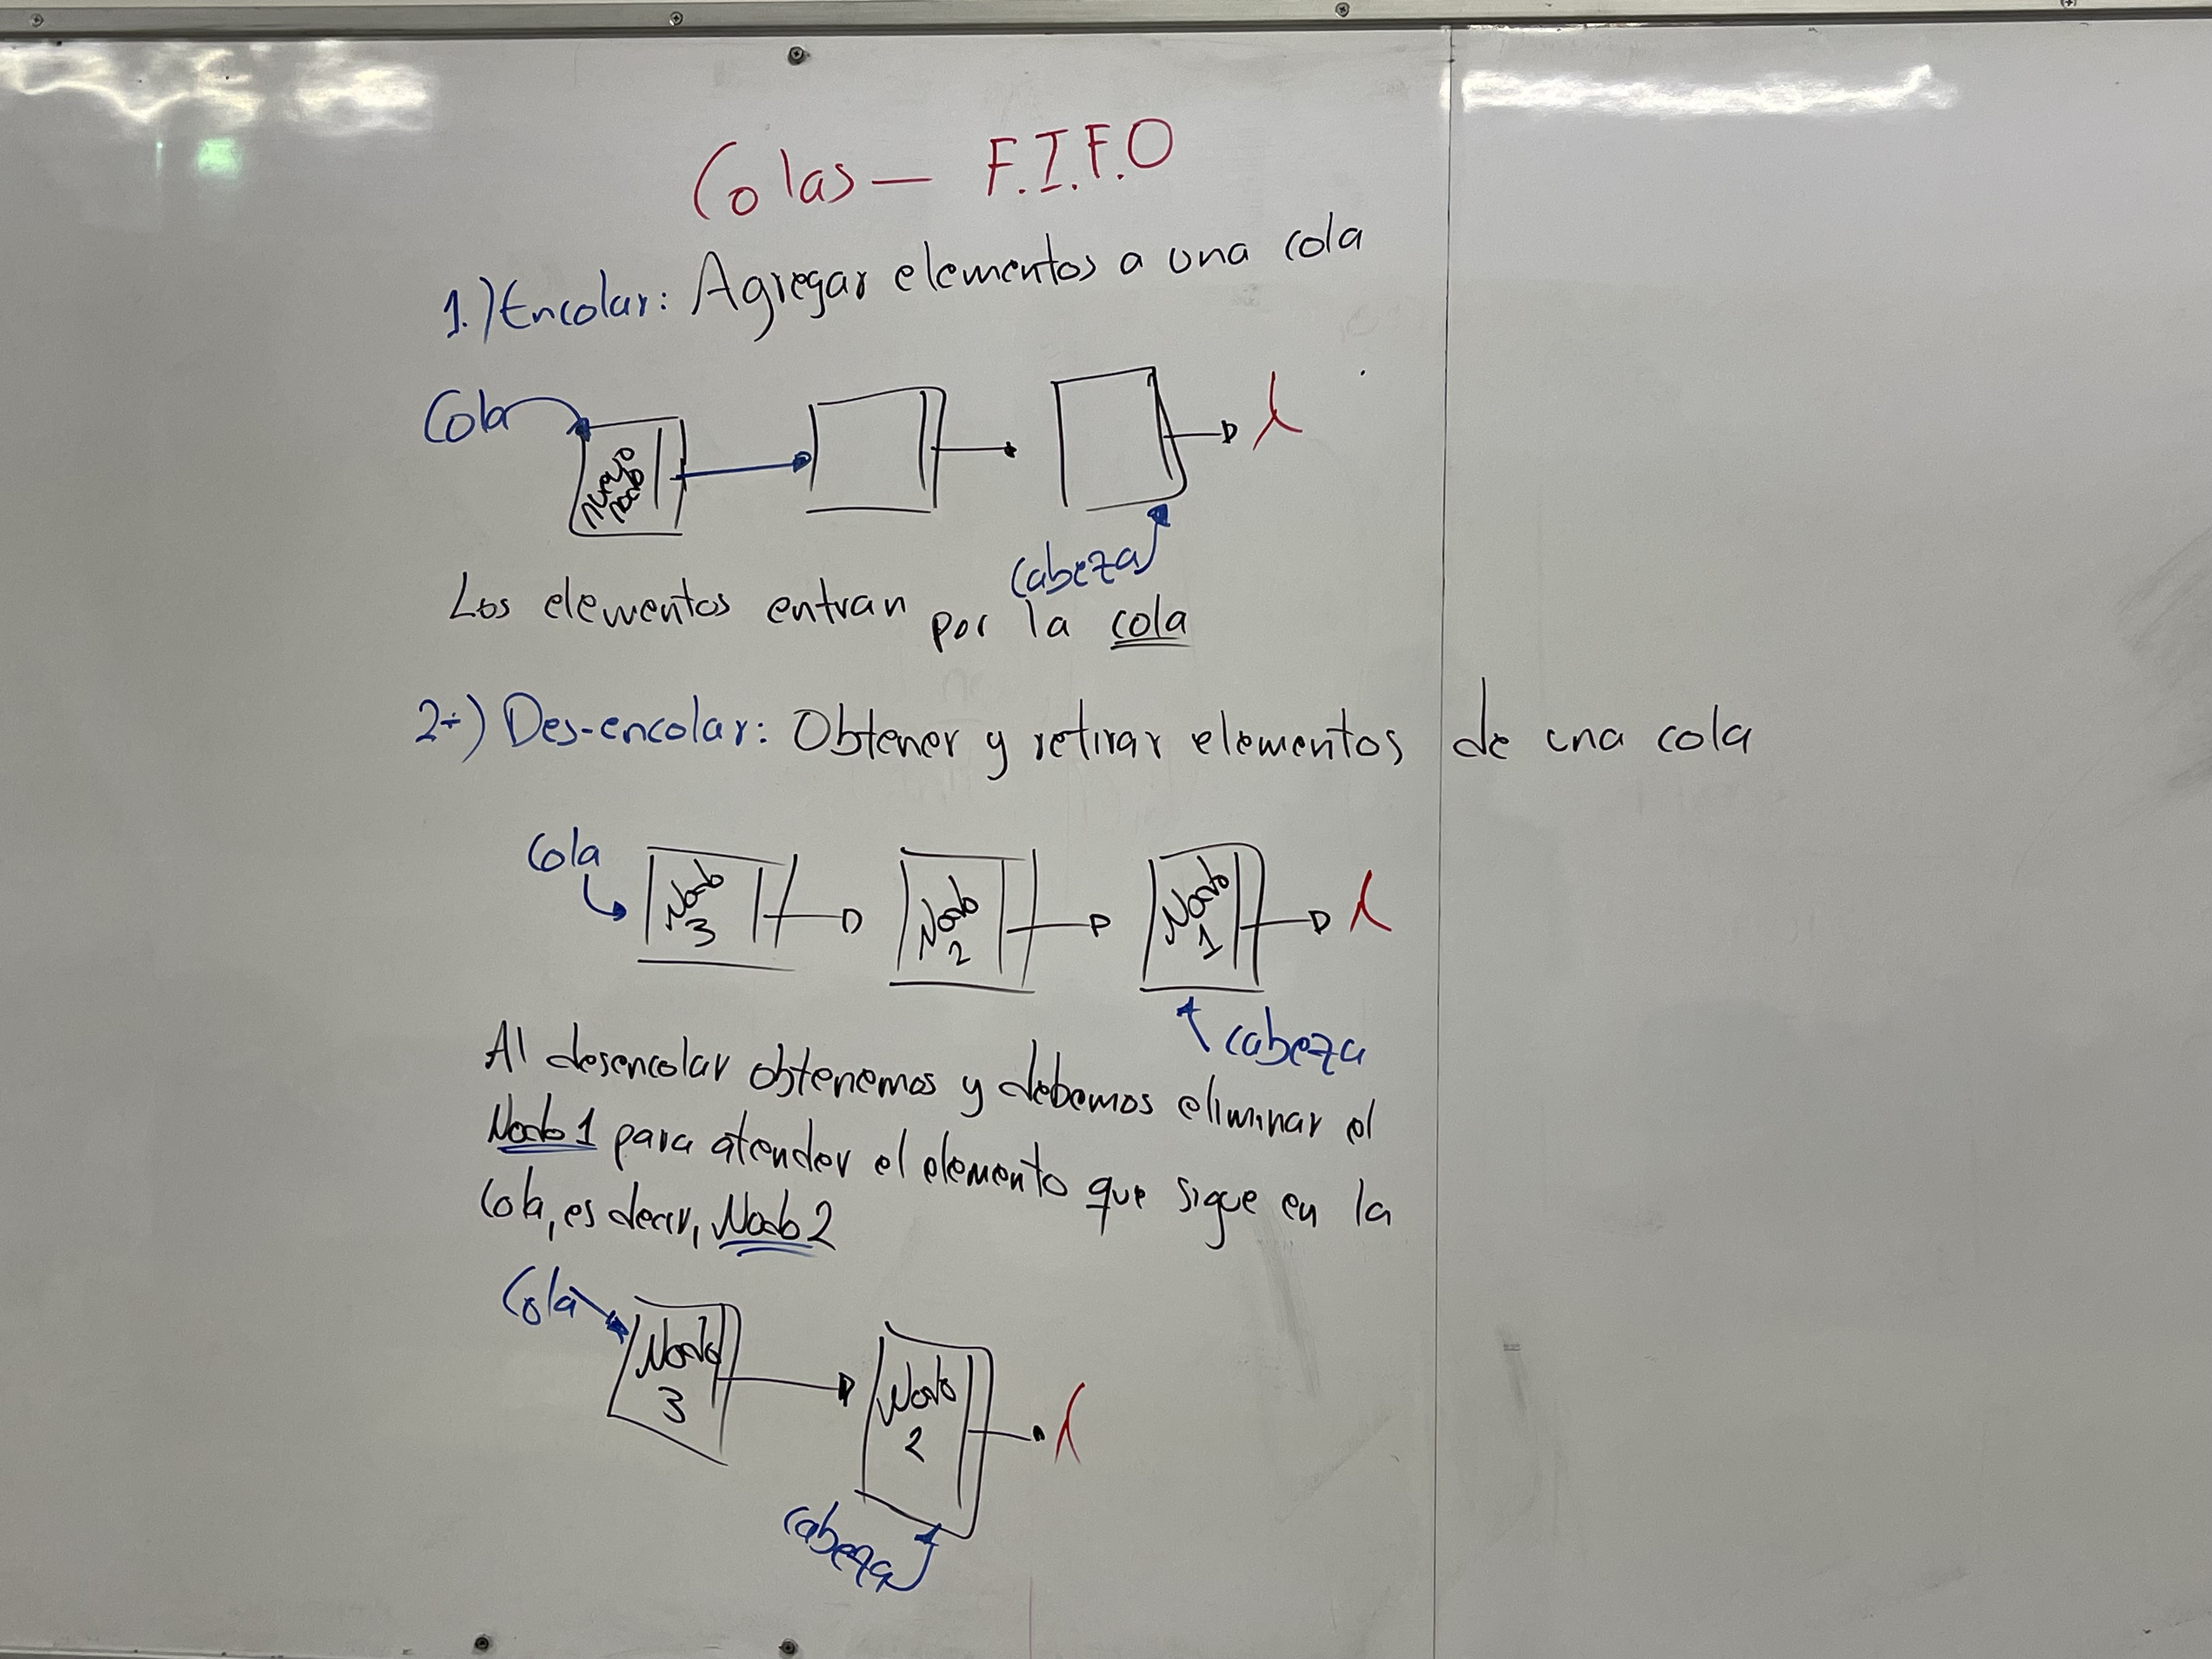 Colas — F.I.F.O
1.) Encolar: Agregar elementos a una cola
Cola
nuevo
nodo
λ
cabeza
Los elementos entran por la cola
2.) Des-encolar: Obtener y retirar elementos de una cola
Cola
Nodo
3
Nodo
2
Nodo
1
λ
cabeza
Al desencolar obtenemos y debemos eliminar el
Nodo 1 para atender el elemento que sigue en la
Cola, es decir, Nodo 2
Cola
Nodo
3
Nodo
2
λ
cabeza